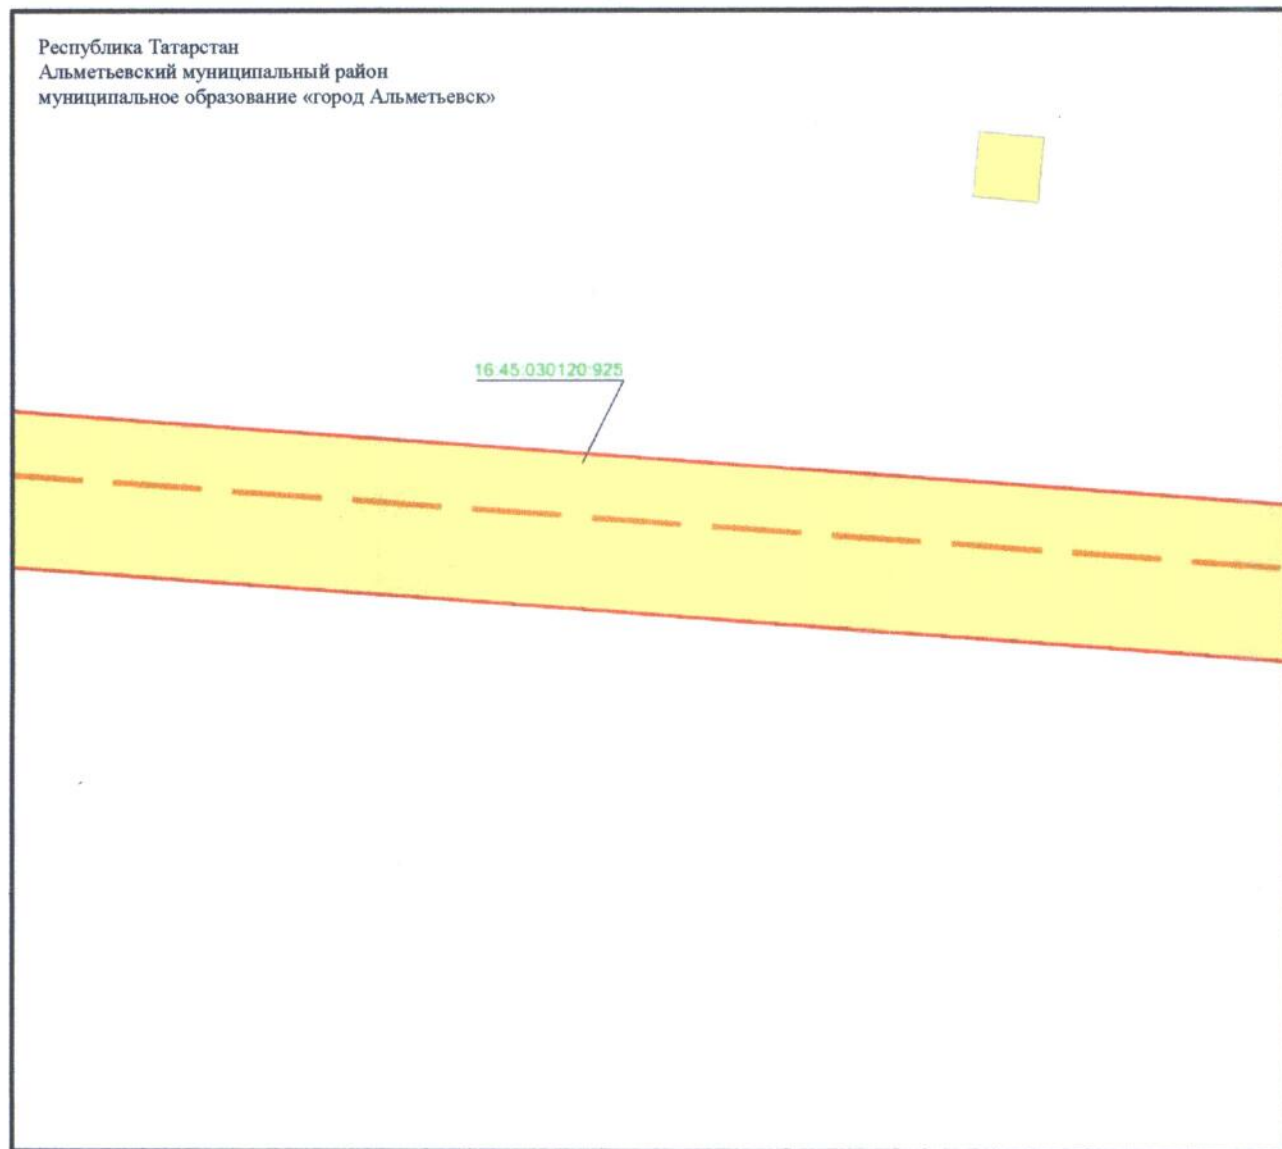 Республика Татарстан
Альметьевский муниципальный район
муниципальное образование «город Альметьевск»
16:45:030120:925